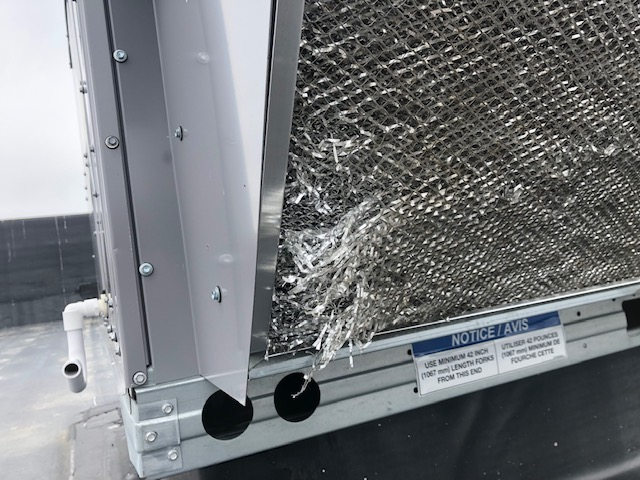 NOTICE / AVIS
USE MINIMUM 42 INCH
(1067 mm) LENGTH FORKS
FROM THIS END
UTILISER 42 POUNCES
(1067 mm) MINIMUM DE
FOURCHE CETTE